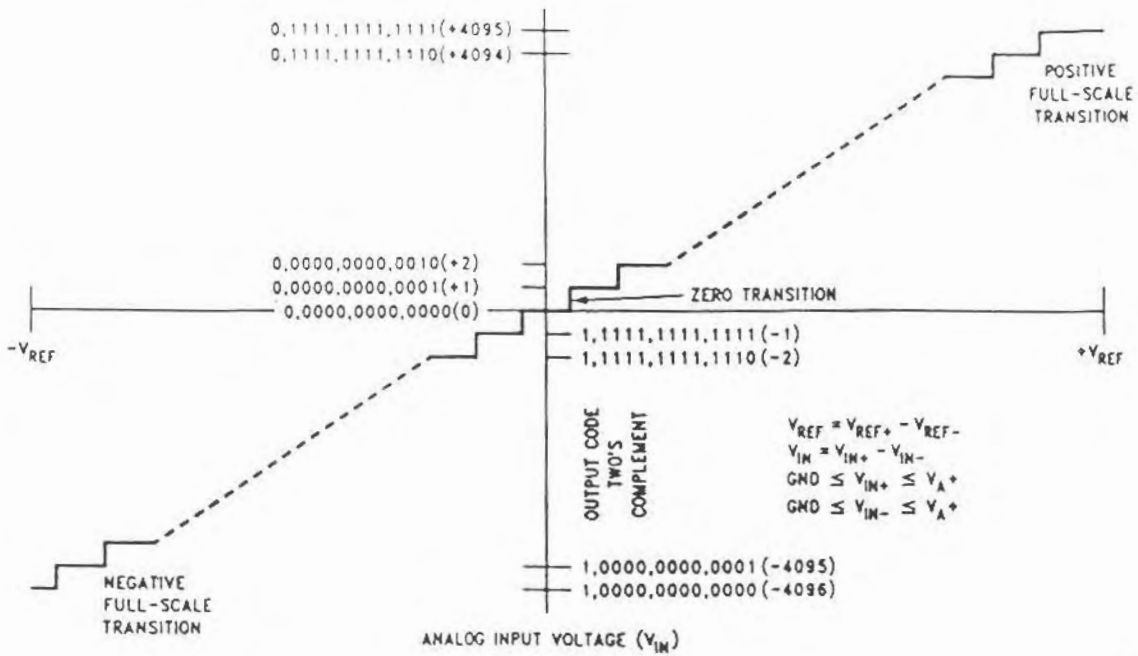 0,1111,1111,1111(+4095)
0,1111,1111,1110(+4094)
POSITIVE
FULL-SCALE
TRANSITION
0,0000,0000,0010(+2)
0,0000,0000,0001(+1)
0,0000,0000,0000(0)
ZERO TRANSITION
-VREF
+VREF
1,1111,1111,1111(-1)
1,1111,1111,1110(-2)
OUTPUT CODE
TWO'S
COMPLEMENT
VREF = VREF+ - VREF-
VIN = VIN+ - VIN-
GND ≤ VIN+ ≤ VA+
GND ≤ VIN- ≤ VA+
NEGATIVE
FULL-SCALE
TRANSITION
1,0000,0000,0001(-4095)
1,0000,0000,0000(-4096)
ANALOG INPUT VOLTAGE (VIN)